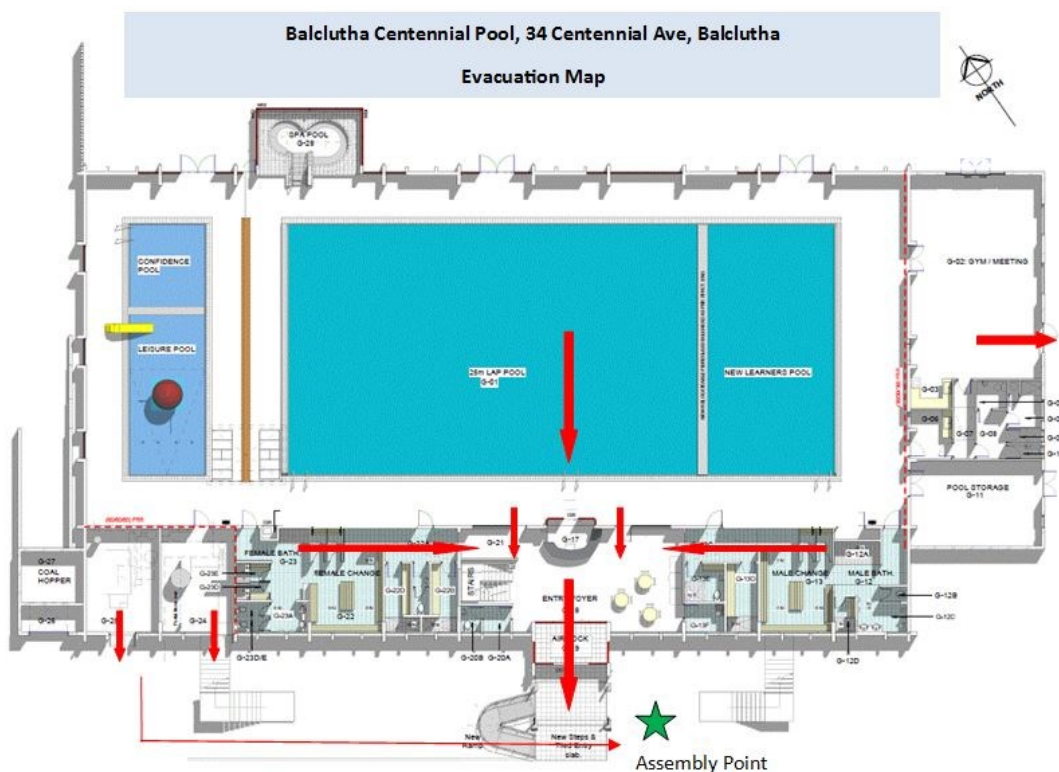 Balclutha Centennial Pool, 34 Centennial Ave, Balclutha
Evacuation Map
NORTH
SPA POOL
G-28
CONFIDENCE
POOL
G-02: GYM / MEETING
LEISURE POOL
25m LAP POOL
G-01
NEW LEARNERS POOL
G-03
G-06
G-07
G-08
POOL STORAGE
G-11
G-27
COAL
HOPPER
G-26
G-24
FEMALE BATH
G-23
G-23E
G-23D
G-23A
G-23D/E
FEMALE CHANGE
G-22
G-22D
G-21
STAIRS
G-17
ENTRY FOYER
G-20B
G-20A
G-13E
G-13D
G-13F
MALE CHANGE
G-13
G-12A
MALE BATH.
G-12
G-12B
G-12C
G-12D
New
Ramp
New Steps &
Tiled Entry
slab.
Assembly Point